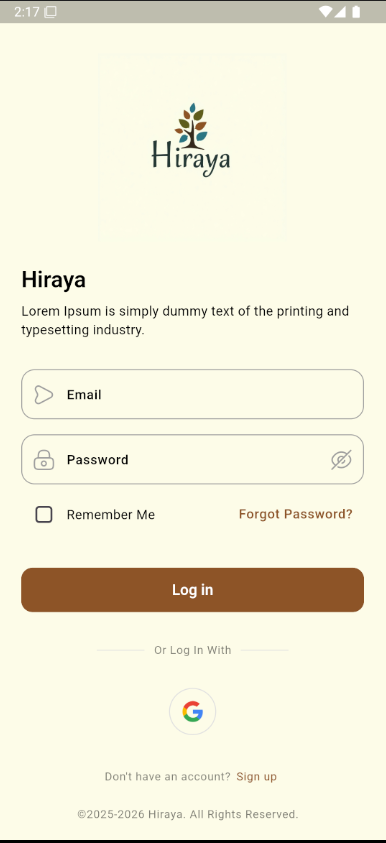 2:17
Hiraya
Hiraya
Lorem Ipsum is simply dummy text of the printing and
typesetting industry.
Email
Password
Remember Me
Forgot Password?
Log in
Or Log In With
Don't have an account? Sign up
©2025-2026 Hiraya. All Rights Reserved.